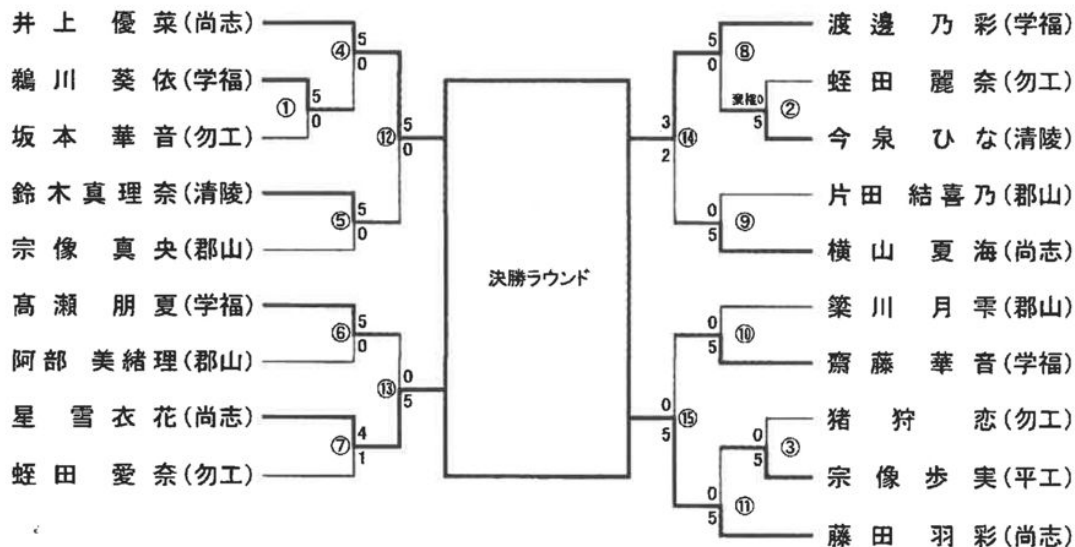 井上 優菜(尚志)
5
④
0
鵜川 葵依(学福)
5
①
0
坂本 華音(勿工)
5
⑫
0
鈴木真理奈(清陵)
5
⑤
0
宗像 真央(郡山)
髙瀬 朋夏(学福)
5
⑥
0
阿部 美緒理(郡山)
0
⑬
5
星 雪衣花(尚志)
4
⑦
1
蛭田 愛奈(勿工)
決勝ラウンド
渡邊 乃彩(学福)
5
⑧
0
蛭田 麗奈(勿工)
棄権0
②
5
今泉 ひな(清陵)
3
⑭
2
片田 結喜乃(郡山)
0
⑨
5
横山 夏海(尚志)
簗川 月雫(郡山)
0
⑩
5
齋藤 華音(学福)
0
⑮
5
猪狩 恋(勿工)
0
③
5
宗像歩実(平工)
0
⑪
5
藤田 羽彩(尚志)